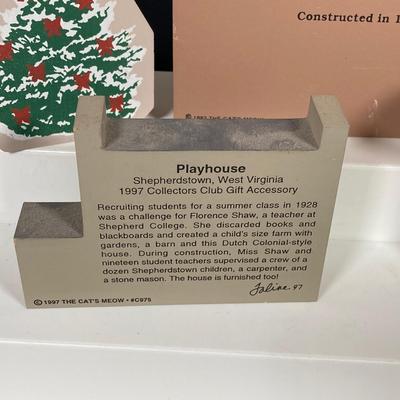 Constructed in 1
© 1997 THE CAT'S MEOW
Playhouse
Shepherdstown, West Virginia
1997 Collectors Club Gift Accessory
Recruiting students for a summer class in 1928
was a challenge for Florence Shaw, a teacher at
Shepherd College. She discarded books and
blackboards and created a child's size farm with
gardens, a barn and this Dutch Colonial-style
house. During construction, Miss Shaw and
nineteen student teachers supervised a crew of a
dozen Shepherdstown children, a carpenter, and
a stone mason. The house is furnished too!
Faline 97
© 1997 THE CAT'S MEOW • #C975